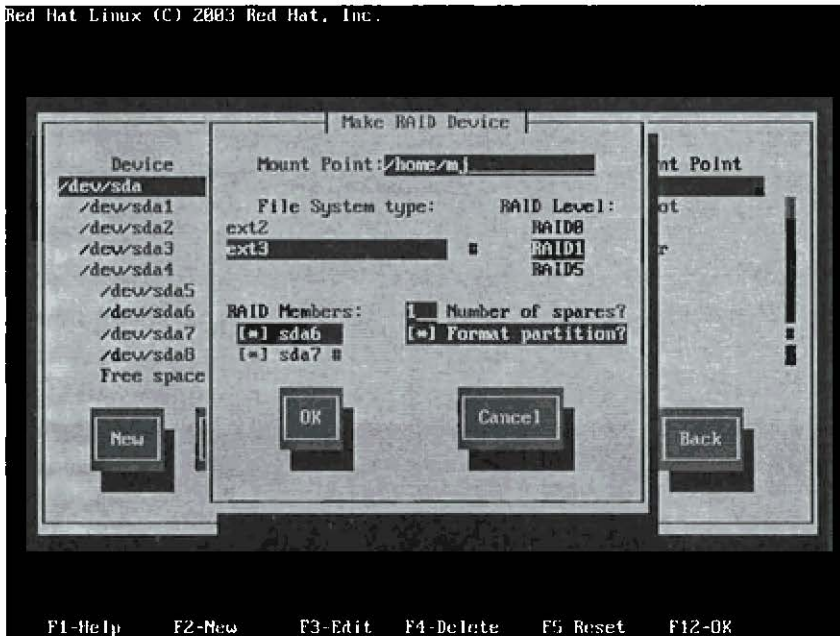 Red Hat Linux (C) 2003 Red Hat, Inc.
Make RAID Device
Device
Mount Point:/home/mj
nt Point
/dev/sda
/dev/sda1
File System type:
RAID Level:
ot
/dev/sda2
ext2
RAID0
/dev/sda3
ext3
RAID1
r
/dev/sda4
RAID5
/dev/sda5
/dev/sda6
RAID Members:
1 Number of spares?
/dev/sda7
[*] sda6
[*] Format partition?
/dev/sda8
[*] sda7
Free space
New
OK
Cancel
Back
F1-Help F2-New F3-Edit F4-Delete F5 Reset F12-OK